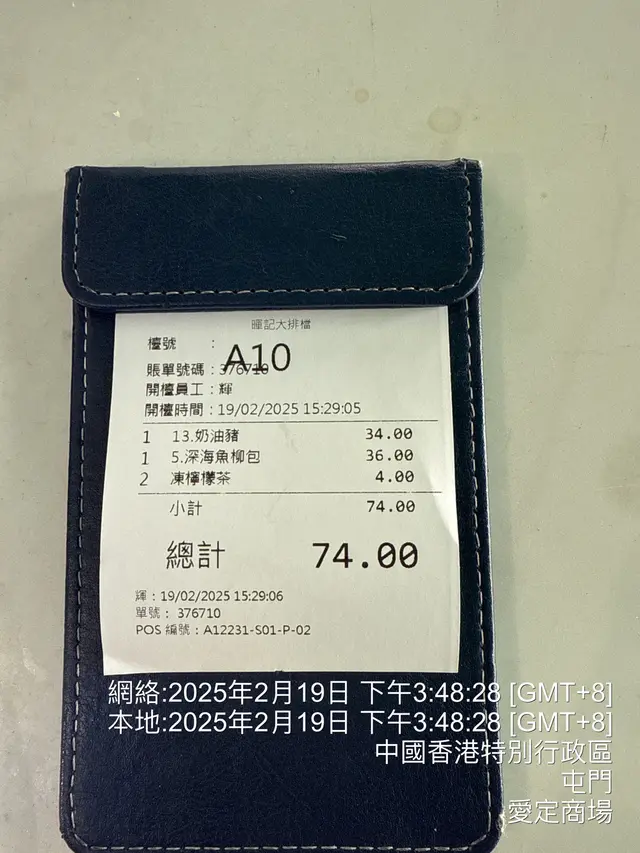 暉記大排檔
檯號 : A10
賬單號碼：376710
開檯員工：輝
開檯時間：19/02/2025 15:29:05
1 13.奶油豬 34.00
1 5.深海魚柳包 36.00
2 凍檸檬茶 4.00
小計 74.00
總計 74.00
輝：19/02/2025 15:29:06
單號： 376710
POS 編號：A12231-S01-P-02
網絡:2025年2月19日 下午3:48:28 [GMT+8]
本地:2025年2月19日 下午3:48:28 [GMT+8]
中國香港特別行政區
屯門
愛定商場